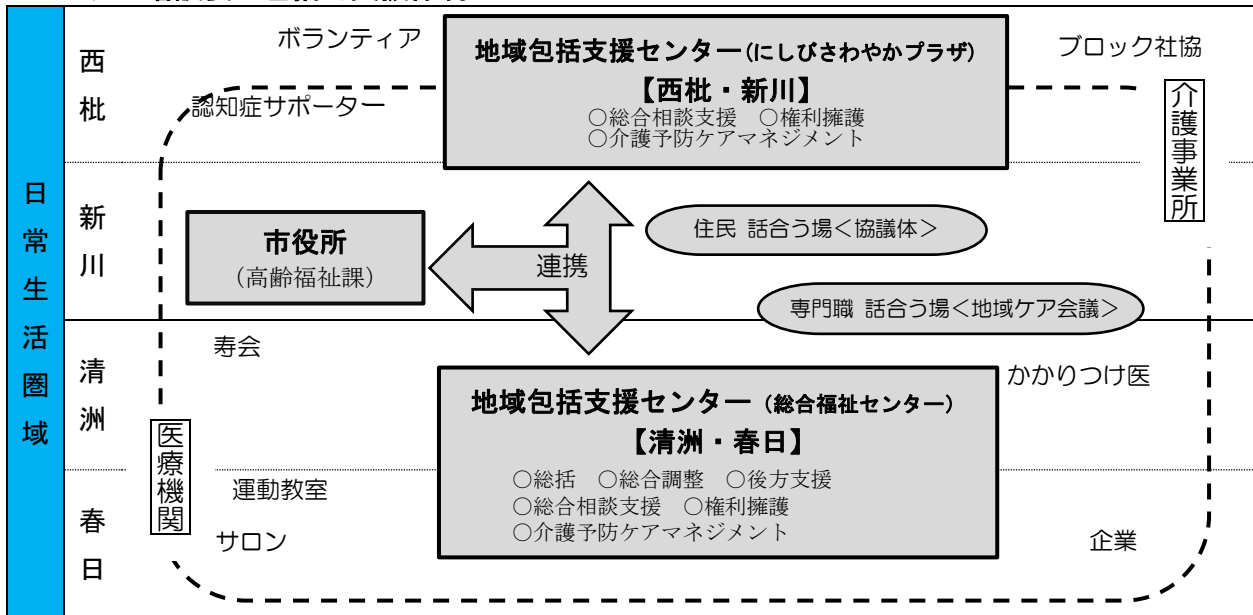 日常生活圏域
西枇
新川
清洲
春日
ボランティア
認知症サポーター
地域包括支援センター(にしびさわやかプラザ)
【西枇・新川】
○総合相談支援　○権利擁護
○介護予防ケアマネジメント
ブロック社協
介護事業所
市役所
(高齢福祉課)
連携
住民 話合う場<協議体>
専門職 話合う場<地域ケア会議>
寿会
かかりつけ医
地域包括支援センター (総合福祉センター)
【清洲・春日】
○総括　○総合調整　○後方支援
○総合相談支援　○権利擁護
○介護予防ケアマネジメント
医療機関
運動教室
サロン
企業